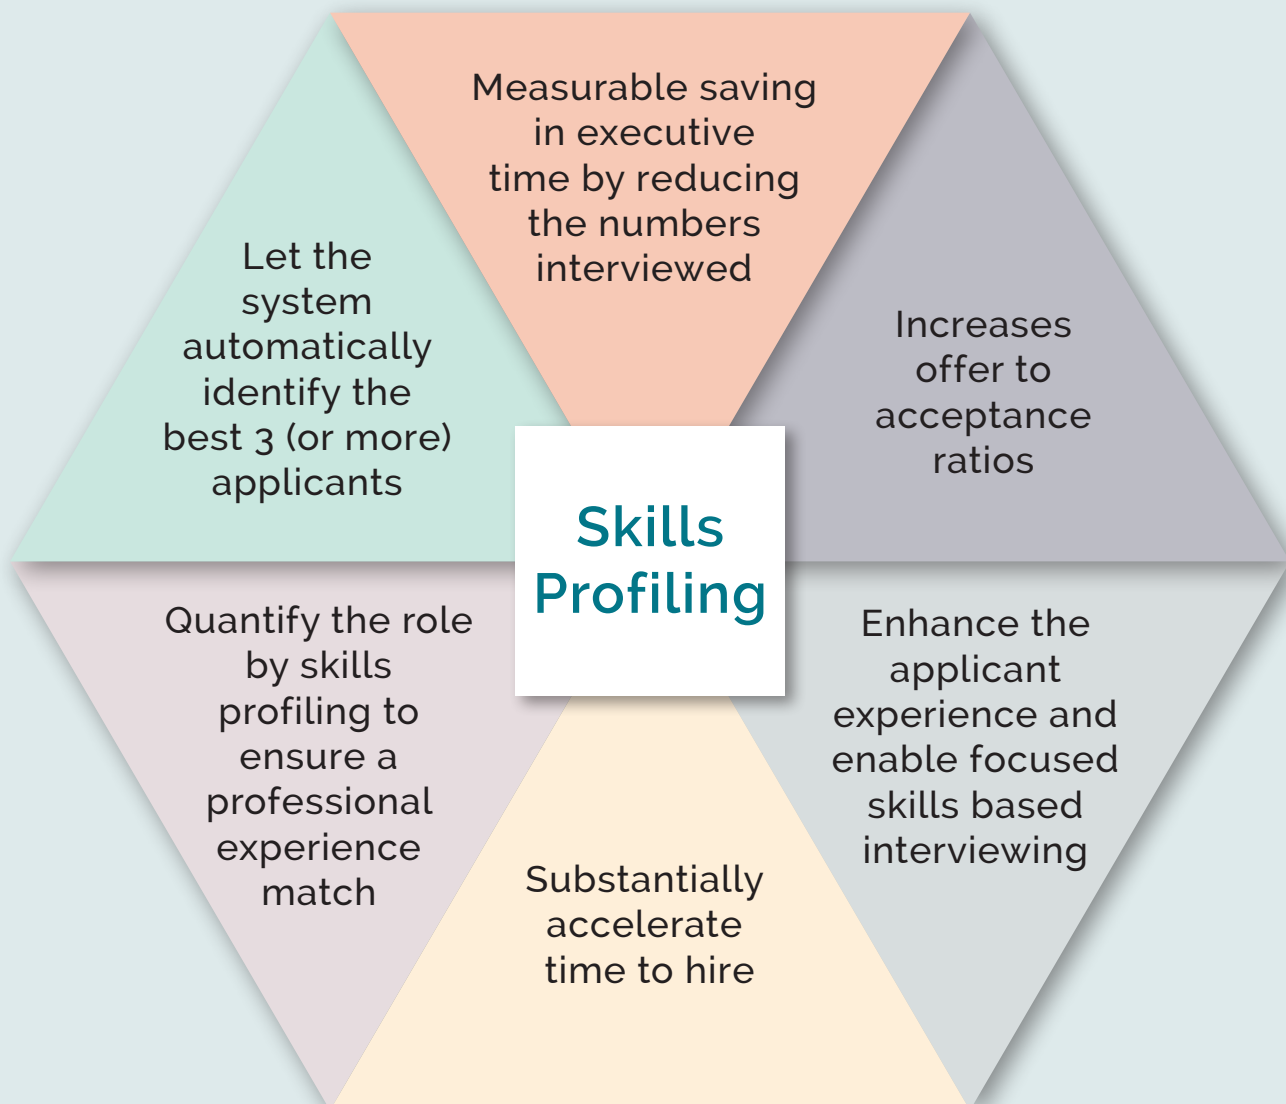 Measurable saving
in executive
time by reducing
the numbers
interviewed
Let the
system
automatically
identify the
best 3 (or more)
applicants
Increases
offer to
acceptance
ratios
Skills
Profiling
Quantify the role
by skills
profiling to
ensure a
professional
experience
match
Enhance the
applicant
experience and
enable focused
skills based
interviewing
Substantially
accelerate
time to hire